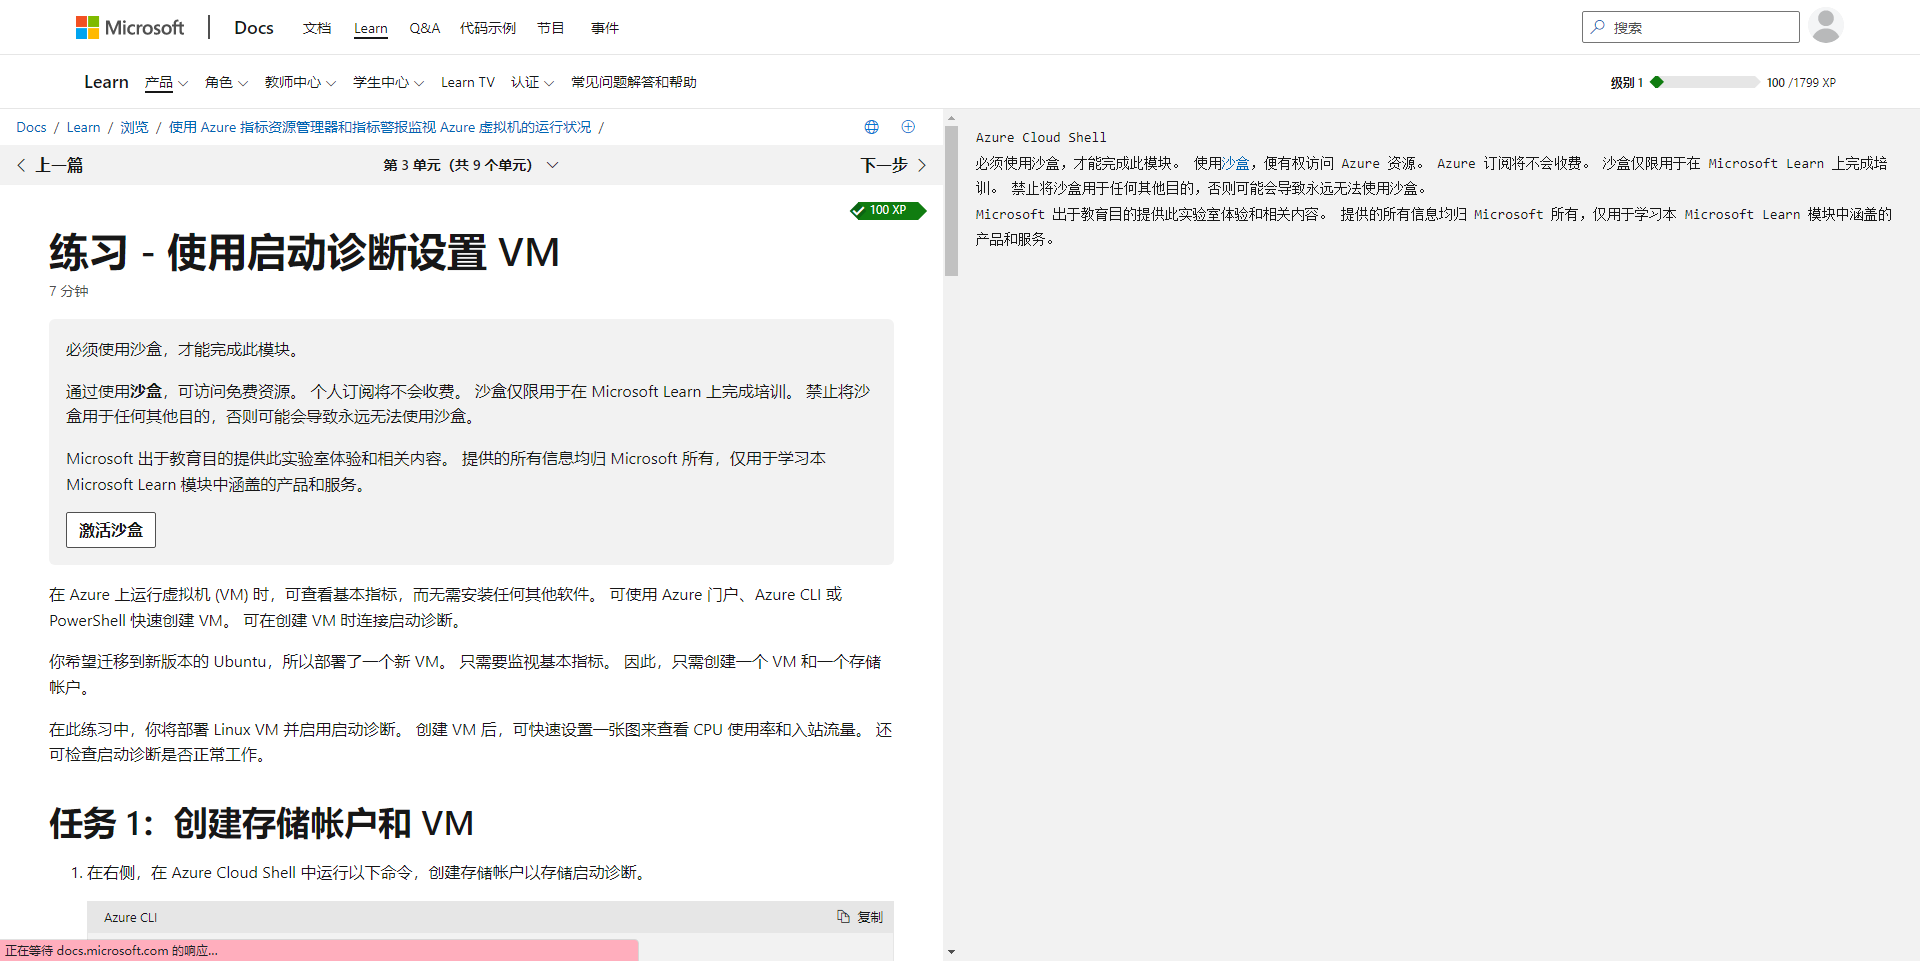 Microsoft | Docs 文档 Learn Q&A 代码示例 节目 事件 搜索
Learn 产品 角色 教师中心 学生中心 Learn TV 认证 常见问题解答和帮助 级别 1 100 /1799 XP
Docs / Learn / 浏览 / 使用 Azure 指标资源管理器和指标警报监视 Azure 虚拟机的运行状况 /
上一篇 第 3 单元（共 9 个单元） 下一步
100 XP
练习 - 使用启动诊断设置 VM
7 分钟
必须使用沙盒，才能完成此模块。
通过使用沙盒，可访问免费资源。 个人订阅将不会收费。 沙盒仅限用于在 Microsoft Learn 上完成培训。 禁止将沙
盒用于任何其他目的，否则可能会导致永远无法使用沙盒。
Microsoft 出于教育目的提供此实验室体验和相关内容。 提供的所有信息均归 Microsoft 所有，仅用于学习本
Microsoft Learn 模块中涵盖的产品和服务。
激活沙盒
在 Azure 上运行虚拟机 (VM) 时，可查看基本指标，而无需安装任何其他软件。 可使用 Azure 门户、Azure CLI 或
PowerShell 快速创建 VM。 可在创建 VM 时连接启动诊断。
你希望迁移到新版本的 Ubuntu，所以部署了一个新 VM。 只需要监视基本指标。 因此，只需创建一个 VM 和一个存储
帐户。
在此练习中，你将部署 Linux VM 并启用启动诊断。 创建 VM 后，可快速设置一张图来查看 CPU 使用率和入站流量。 还
可检查启动诊断是否正常工作。
任务 1：创建存储帐户和 VM
1. 在右侧，在 Azure Cloud Shell 中运行以下命令，创建存储帐户以存储启动诊断。
Azure CLI 复制
正在等待 docs.microsoft.com 的响应...
Azure Cloud Shell
必须使用沙盒，才能完成此模块。 使用沙盒，便有权访问 Azure 资源。 Azure 订阅将不会收费。 沙盒仅限用于在 Microsoft Learn 上完成培
训。 禁止将沙盒用于任何其他目的，否则可能会导致永远无法使用沙盒。
Microsoft 出于教育目的提供此实验室体验和相关内容。 提供的所有信息均归 Microsoft 所有，仅用于学习本 Microsoft Learn 模块中涵盖的
产品和服务。